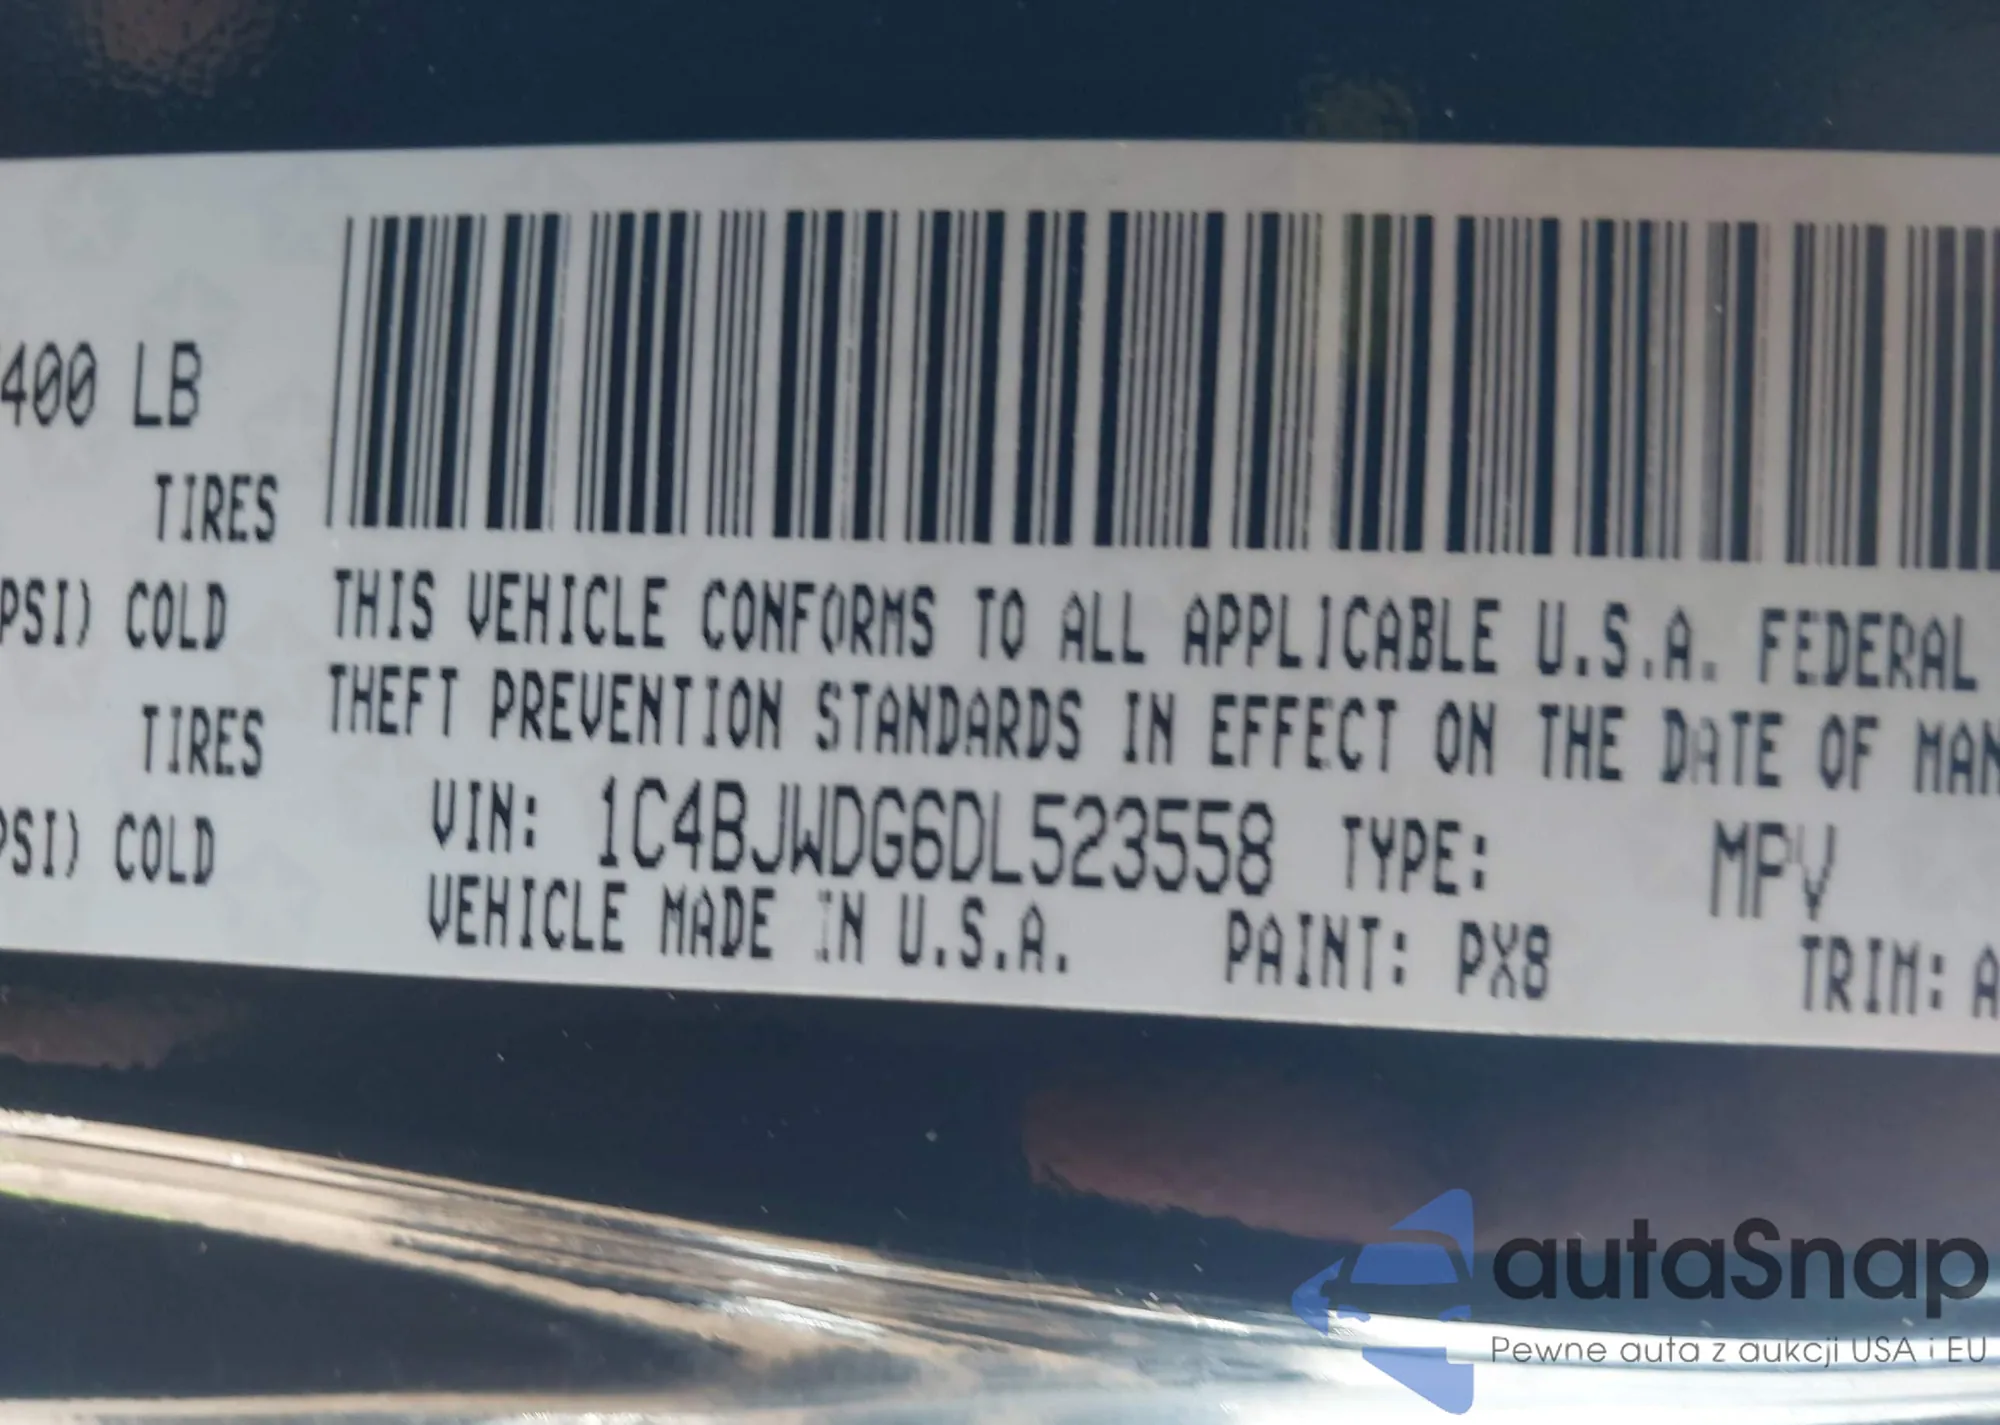 400 LB
TIRES
PSI) COLD
TIRES
PSI) COLD
THIS VEHICLE CONFORMS TO ALL APPLICABLE U.S.A. FEDERAL
THEFT PREVENTION STANDARDS IN EFFECT ON THE DATE OF MAN
VIN: 1C4BJWDG6DL523558 TYPE: MPV
VEHICLE MADE IN U.S.A. PAINT: PX8 TRIM: A
autaSnap
Pewne auta z aukcji USA i EU